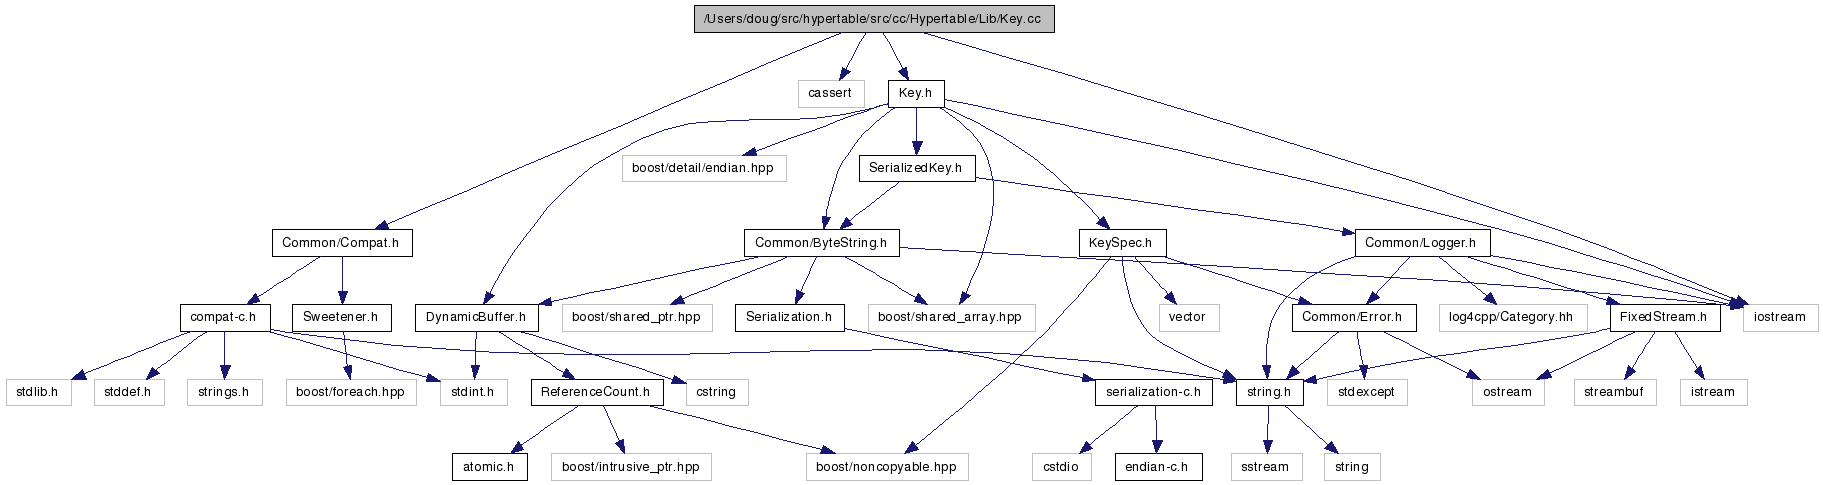 /Users/doug/src/hypertable/src/cc/Hypertable/Lib/Key.cc
cassert
Key.h
boost/detail/endian.hpp
SerializedKey.h
Common/Compat.h
Common/ByteString.h
KeySpec.h
Common/Logger.h
compat-c.h
Sweetener.h
DynamicBuffer.h
boost/shared_ptr.hpp
Serialization.h
boost/shared_array.hpp
vector
Common/Error.h
log4cpp/Category.hh
FixedStream.h
iostream
stdlib.h
stddef.h
strings.h
boost/foreach.hpp
stdint.h
ReferenceCount.h
cstring
serialization-c.h
string.h
stdexcept
ostream
streambuf
istream
atomic.h
boost/intrusive_ptr.hpp
boost/noncopyable.hpp
cstdio
endian-c.h
sstream
string